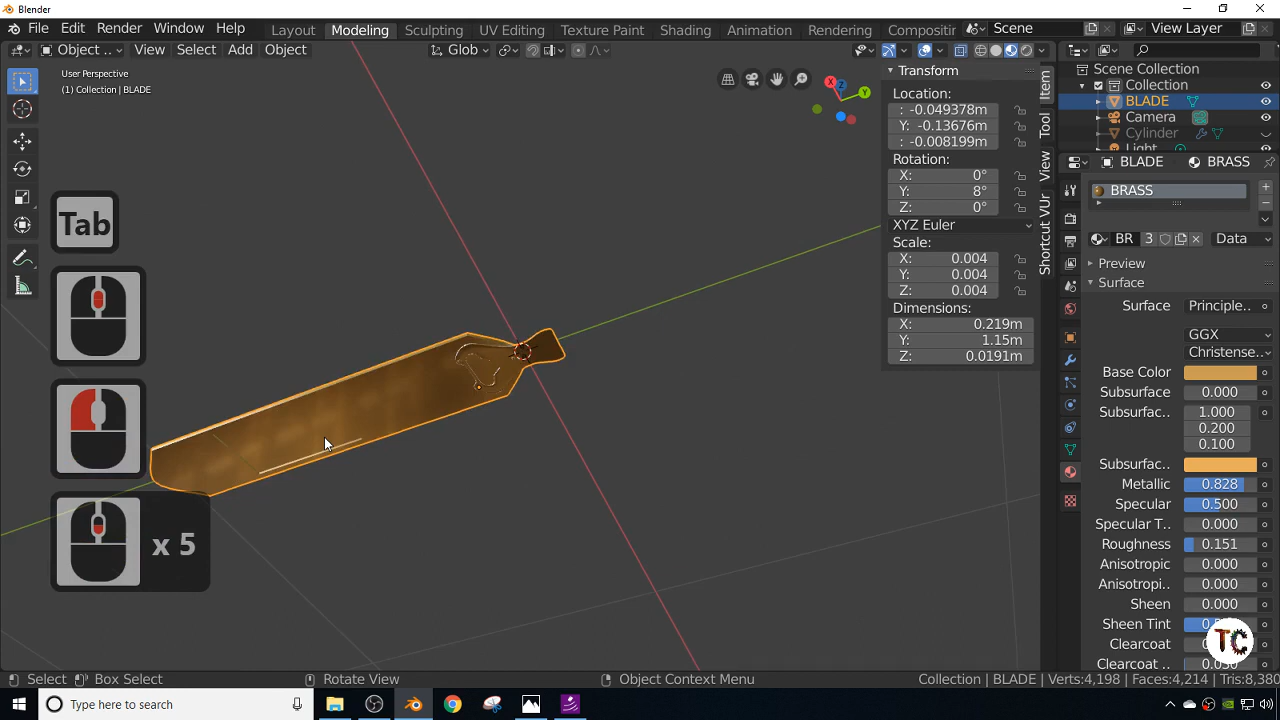 Blender
File Edit Render Window Help Layout Modeling Sculpting UV Editing Texture Paint Shading Animation Rendering Compositir Scene View Layer
Object .. View Select Add Object Glob
User Perspective
(1) Collection | BLADE
Tab
x 5
Transform
Location:
: -0.049378m
Y: -0.13676m
: -0.008199m
Rotation:
X: 0°
Y: 8°
Z: 0°
XYZ Euler
Scale:
X: 0.004
Y: 0.004
Z: 0.004
Dimensions:
X: 0.219m
Y: 1.15m
Z: 0.0191m
Item
Tool
View
Shortcut VUr
Scene Collection
Collection
BLADE
Camera
Cylinder
Light
BLADE BRASS
BRASS
BR 3 Data
Preview
Surface
Surface Principle..
GGX
Christense..
Base Color
Subsurface 0.000
Subsurfac.. 1.000
0.200
0.100
Subsurfac..
Metallic 0.828
Specular 0.500
Specular T.. 0.000
Roughness 0.151
Anisotropic 0.000
Anisotropi.. 0.000
Sheen 0.000
Sheen Tint
Clearcoat
Clearcoat ..
TC
Select Box Select Rotate View Object Context Menu Collection | BLADE | Verts:4,198 | Faces:4,214 | Tris:8,380
Type here to search